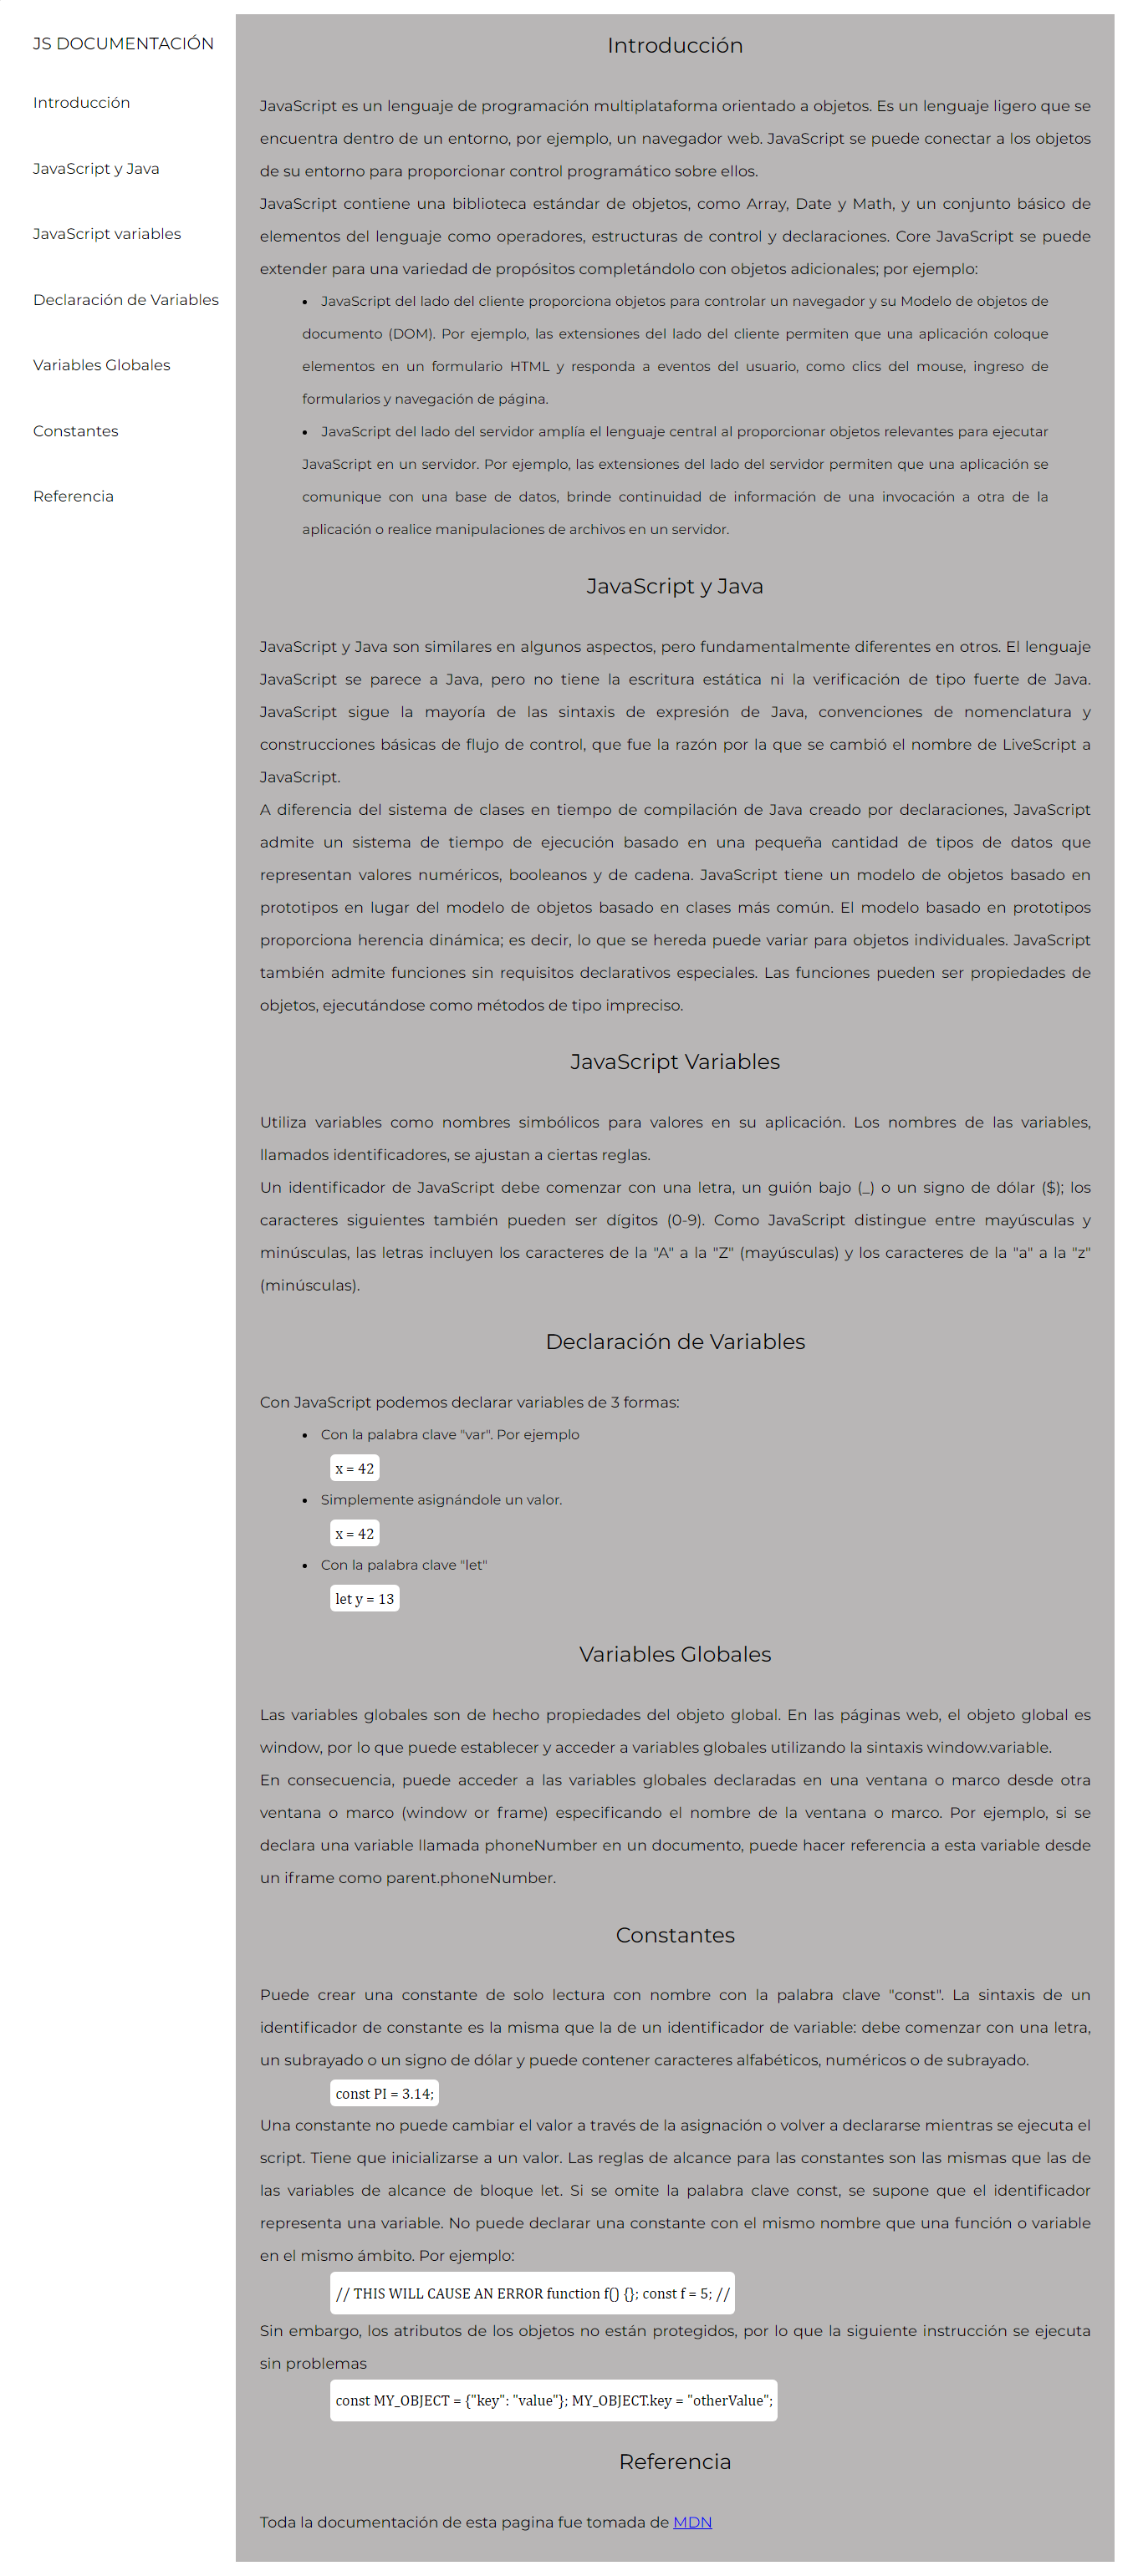 JS DOCUMENTACIÓN
Introducción
JavaScript y Java
JavaScript variables
Declaración de Variables
Variables Globales
Constantes
Referencia
Introducción
JavaScript es un lenguaje de programación multiplataforma orientado a objetos. Es un lenguaje ligero que se
encuentra dentro de un entorno, por ejemplo, un navegador web. JavaScript se puede conectar a los objetos
de su entorno para proporcionar control programático sobre ellos.
JavaScript contiene una biblioteca estándar de objetos, como Array, Date y Math, y un conjunto básico de
elementos del lenguaje como operadores, estructuras de control y declaraciones. Core JavaScript se puede
extender para una variedad de propósitos completándolo con objetos adicionales; por ejemplo:
• JavaScript del lado del cliente proporciona objetos para controlar un navegador y su Modelo de objetos de
documento (DOM). Por ejemplo, las extensiones del lado del cliente permiten que una aplicación coloque
elementos en un formulario HTML y responda a eventos del usuario, como clics del mouse, ingreso de
formularios y navegación de página.
• JavaScript del lado del servidor amplía el lenguaje central al proporcionar objetos relevantes para ejecutar
JavaScript en un servidor. Por ejemplo, las extensiones del lado del servidor permiten que una aplicación se
comunique con una base de datos, brinde continuidad de información de una invocación a otra de la
aplicación o realice manipulaciones de archivos en un servidor.
JavaScript y Java
JavaScript y Java son similares en algunos aspectos, pero fundamentalmente diferentes en otros. El lenguaje
JavaScript se parece a Java, pero no tiene la escritura estática ni la verificación de tipo fuerte de Java.
JavaScript sigue la mayoría de las sintaxis de expresión de Java, convenciones de nomenclatura y
construcciones básicas de flujo de control, que fue la razón por la que se cambió el nombre de LiveScript a
JavaScript.
A diferencia del sistema de clases en tiempo de compilación de Java creado por declaraciones, JavaScript
admite un sistema de tiempo de ejecución basado en una pequeña cantidad de tipos de datos que
representan valores numéricos, booleanos y de cadena. JavaScript tiene un modelo de objetos basado en
prototipos en lugar del modelo de objetos basado en clases más común. El modelo basado en prototipos
proporciona herencia dinámica; es decir, lo que se hereda puede variar para objetos individuales. JavaScript
también admite funciones sin requisitos declarativos especiales. Las funciones pueden ser propiedades de
objetos, ejecutándose como métodos de tipo impreciso.
JavaScript Variables
Utiliza variables como nombres simbólicos para valores en su aplicación. Los nombres de las variables,
llamados identificadores, se ajustan a ciertas reglas.
Un identificador de JavaScript debe comenzar con una letra, un guión bajo (_) o un signo de dólar ($); los
caracteres siguientes también pueden ser dígitos (0-9). Como JavaScript distingue entre mayúsculas y
minúsculas, las letras incluyen los caracteres de la "A" a la "Z" (mayúsculas) y los caracteres de la "a" a la "z"
(minúsculas).
Declaración de Variables
Con JavaScript podemos declarar variables de 3 formas:
• Con la palabra clave "var". Por ejemplo
x = 42
• Simplemente asignándole un valor.
x = 42
• Con la palabra clave "let"
let y = 13
Variables Globales
Las variables globales son de hecho propiedades del objeto global. En las páginas web, el objeto global es
window, por lo que puede establecer y acceder a variables globales utilizando la sintaxis window.variable.
En consecuencia, puede acceder a las variables globales declaradas en una ventana o marco desde otra
ventana o marco (window or frame) especificando el nombre de la ventana o marco. Por ejemplo, si se
declara una variable llamada phoneNumber en un documento, puede hacer referencia a esta variable desde
un iframe como parent.phoneNumber.
Constantes
Puede crear una constante de solo lectura con nombre con la palabra clave "const". La sintaxis de un
identificador de constante es la misma que la de un identificador de variable: debe comenzar con una letra,
un subrayado o un signo de dólar y puede contener caracteres alfabéticos, numéricos o de subrayado.
const PI = 3.14;
Una constante no puede cambiar el valor a través de la asignación o volver a declararse mientras se ejecuta el
script. Tiene que inicializarse a un valor. Las reglas de alcance para las constantes son las mismas que las de
las variables de alcance de bloque let. Si se omite la palabra clave const, se supone que el identificador
representa una variable. No puede declarar una constante con el mismo nombre que una función o variable
en el mismo ámbito. Por ejemplo:
// THIS WILL CAUSE AN ERROR function f() {}; const f = 5; //
Sin embargo, los atributos de los objetos no están protegidos, por lo que la siguiente instrucción se ejecuta
sin problemas
const MY_OBJECT = {"key": "value"}; MY_OBJECT.key = "otherValue";
Referencia
Toda la documentación de esta pagina fue tomada de MDN